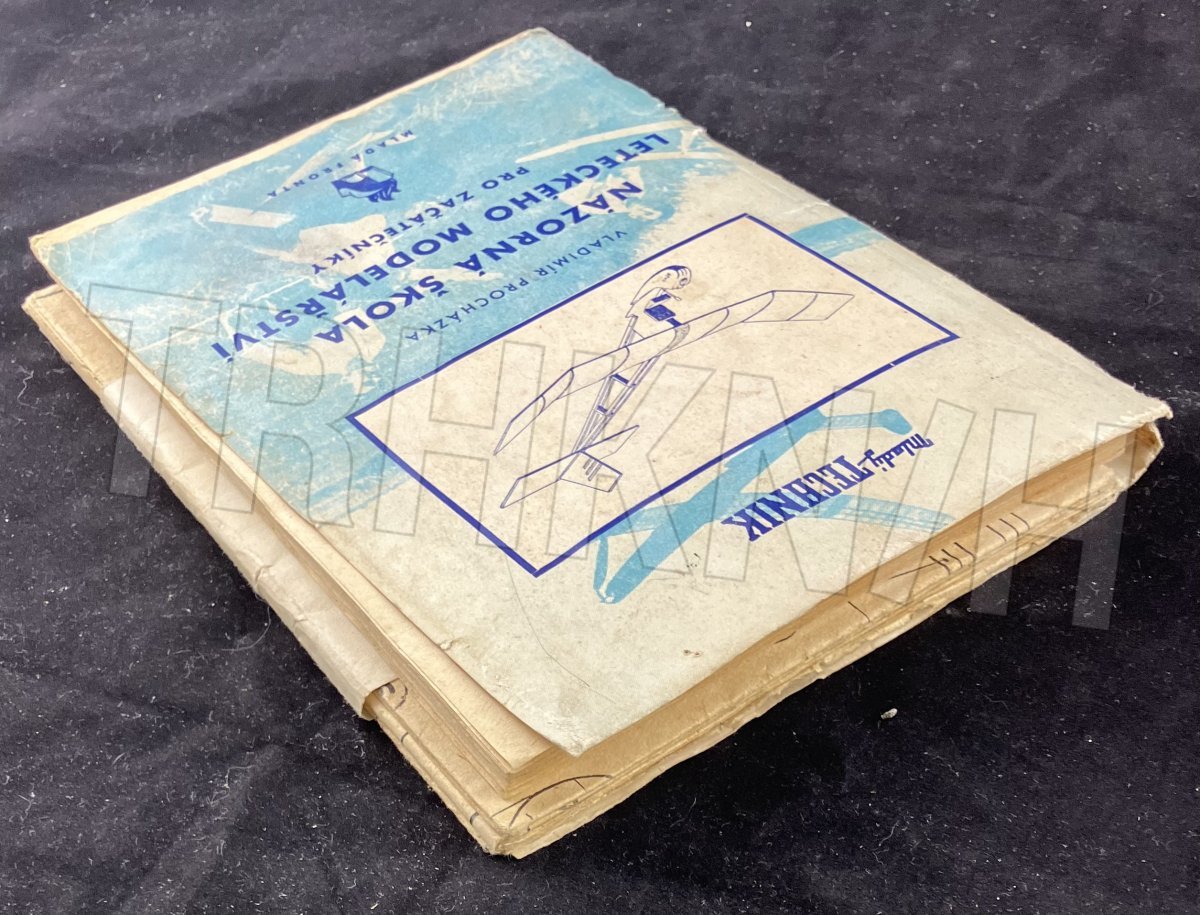 Mladý TECHNIK
VLADIMÍR PROCHÁZKA
NÁZORNÁ ŠKOLA
LETECKÉHO MODELÁŘSTVÍ
PRO ZAČÁTEČNÍKY
MLADÁ FRONTA
TRHKNIH